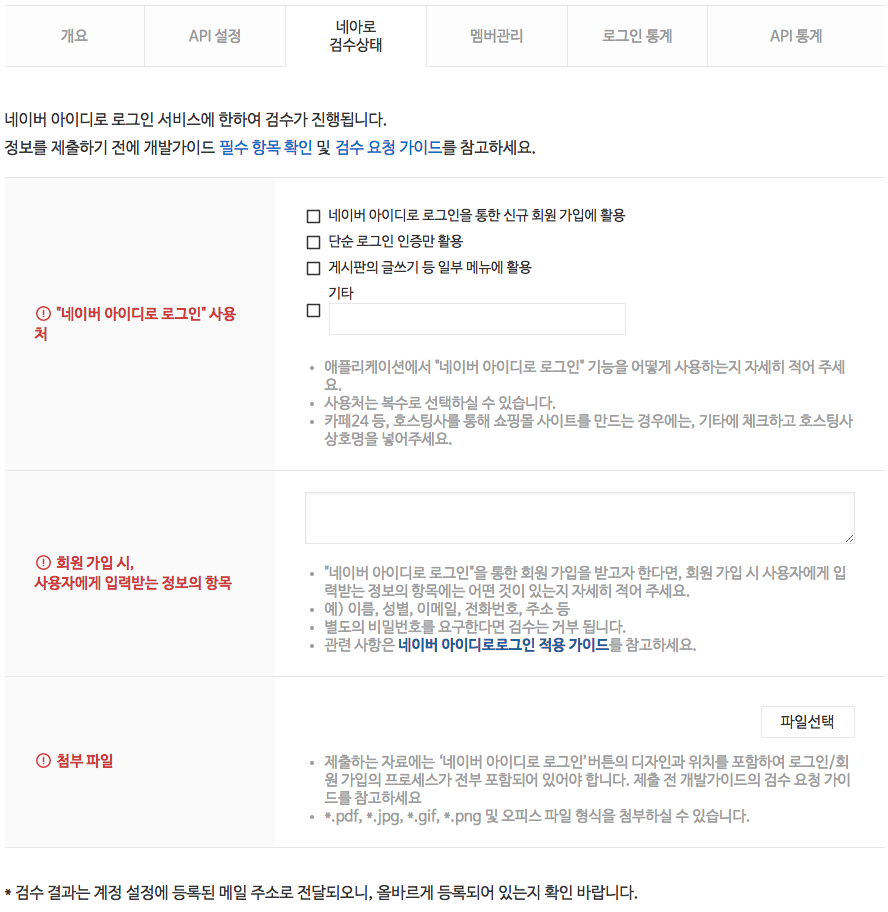 개요
API 설정
네아로
검수상태
멤버관리
로그인 통계
API 통계
네이버 아이디로 로그인 서비스에 한하여 검수가 진행됩니다.
정보를 제출하기 전에 개발가이드 필수 항목 확인 및 검수 요청 가이드를 참고하세요.
"네이버 아이디로 로그인" 사용
처
네이버 아이디로 로그인을 통한 신규 회원 가입에 활용
단순 로그인 인증만 활용
게시판의 글쓰기 등 일부 메뉴에 활용
기타
• 애플리케이션에서 "네이버 아이디로 로그인" 기능을 어떻게 사용하는지 자세히 적어 주세
요.
• 사용처는 복수로 선택하실 수 있습니다.
• 카페24 등, 호스팅사를 통해 쇼핑몰 사이트를 만드는 경우에는, 기타에 체크하고 호스팅사
상호명을 넣어주세요.
회원 가입 시,
사용자에게 입력받는 정보의 항목
• "네이버 아이디로 로그인"을 통한 회원 가입을 받고자 한다면, 회원 가입 시 사용자에게 입
력받는 정보의 항목에는 어떤 것이 있는지 자세히 적어 주세요.
• 예) 이름, 성별, 이메일, 전화번호, 주소 등
• 별도의 비밀번호를 요구한다면 검수는 거부 됩니다.
• 관련 사항은 네이버 아이디로로그인 적용 가이드를 참고하세요.
첨부 파일
파일선택
• 제출하는 자료에는 ‘네이버 아이디로 로그인’버튼의 디자인과 위치를 포함하여 로그인/회
원 가입의 프로세스가 전부 포함되어 있어야 합니다. 제출 전 개발가이드의 검수 요청 가이
드를 참고하세요
• *.pdf, *.jpg, *.gif, *.png 및 오피스 파일 형식을 첨부하실 수 있습니다.
* 검수 결과는 계정 설정에 등록된 메일 주소로 전달되오니, 올바르게 등록되어 있는지 확인 바랍니다.